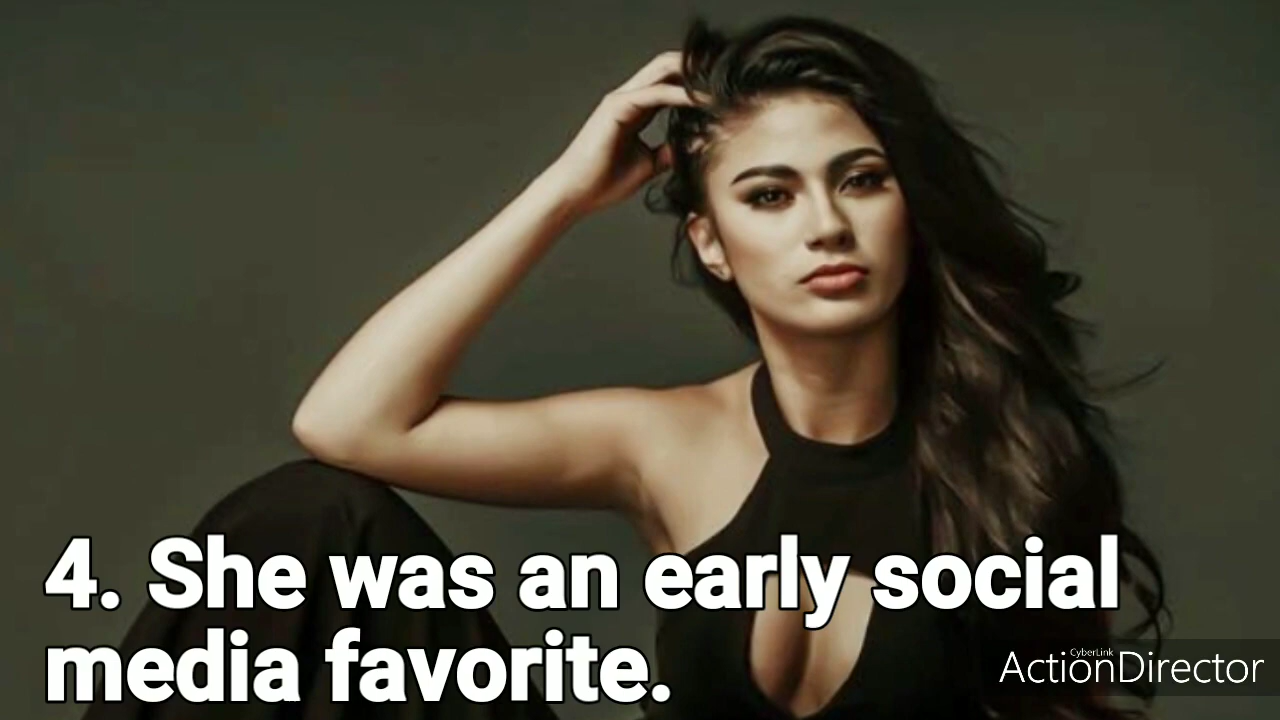 4. She was an early social
media favorite.
CyberLink
ActionDirector